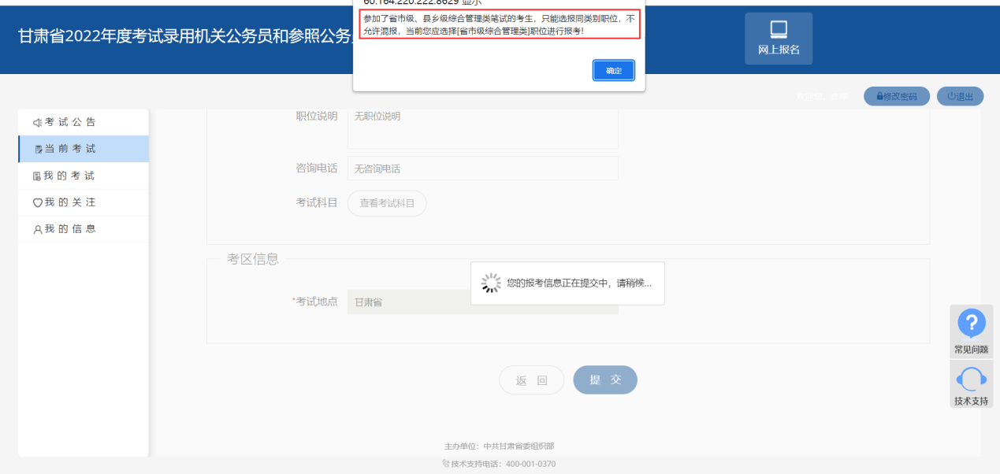 60.164.220.222:8629 显示
参加了省市级、县乡级综合管理类笔试的考生，只能选报同类别职位，不
允许混报，当前您应选择[省市级综合管理类]职位进行报考!
确定
甘肃省2022年度考试录用机关公务员和参照公务
网上报名
修改密码
退出
考试公告
当前考试
我的考试
我的关注
我的信息
职位说明 无职位说明
咨询电话 无咨询电话
考试科目 查看考试科目
考区信息
您的报考信息正在提交中，请稍候...
*考试地点 甘肃省
返 回
提 交
常见问题
技术支持
主办单位：中共甘肃省委组织部
技术支持电话：400-001-0370